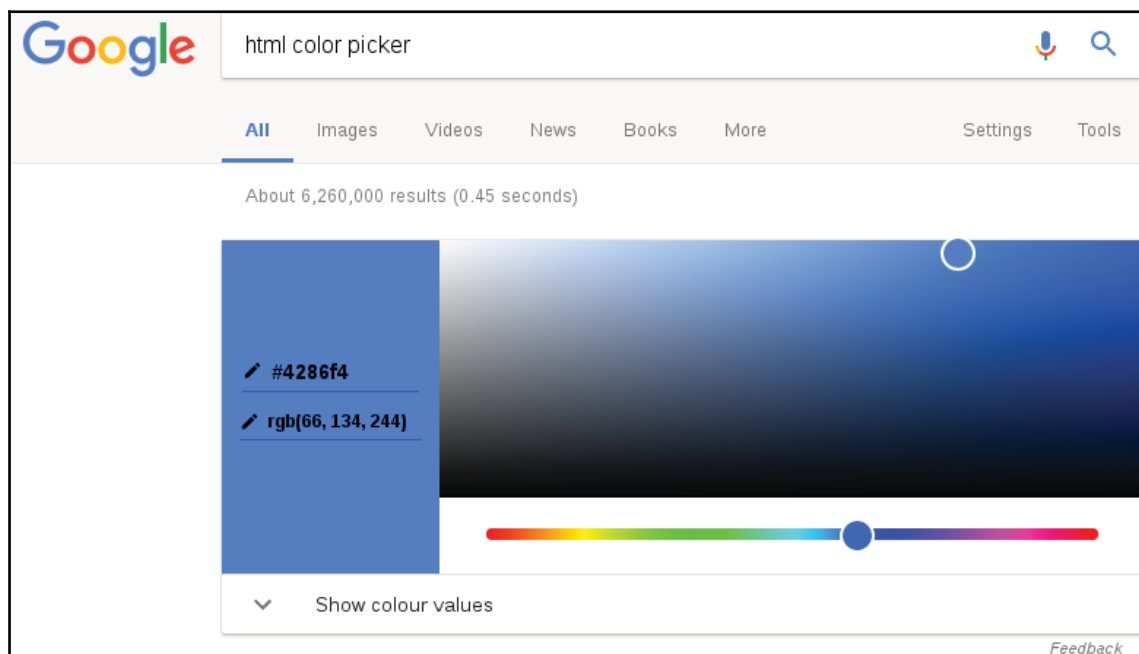 Google
html color picker
All Images Videos News Books More Settings Tools
About 6,260,000 results (0.45 seconds)
#4286f4
rgb(66, 134, 244)
Show colour values
Feedback